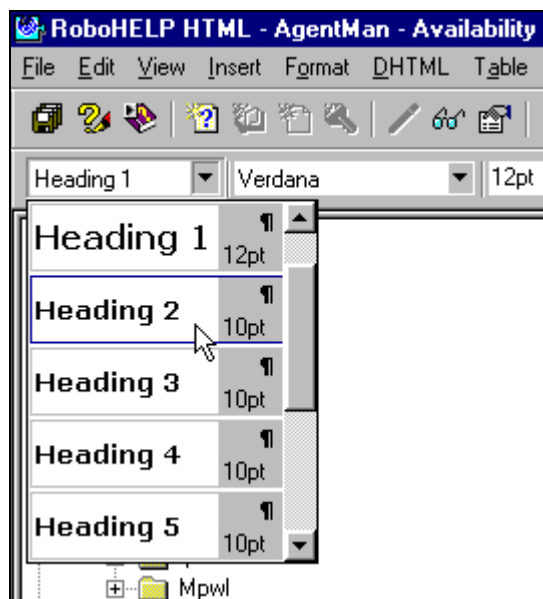 RoboHELP HTML - AgentMan - Availability
File Edit View Insert Format DHTML Table
Heading 1 Verdana 12pt
Heading 1 ¶
12pt
Heading 2 ¶
10pt
Heading 3 ¶
10pt
Heading 4 ¶
10pt
Heading 5 ¶
10pt
Mpwl